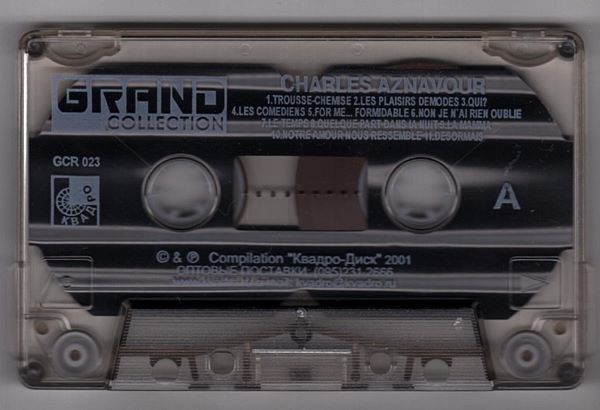 CHARLES AZNAVOUR
GRAND
COLLECTION
1.TROUSSE-CHEMISE 2.LES PLAISIRS DEMODES 3.QUI?
4.LES COMEDIENS 5.FOR ME... FORMIDABLE 6.NON JE N'AI RIEN OUBLIE
7.LE TEMPS 8.QUELQUE PART DANS LA NUIT 9.LA MAMMA
10.NOTRE AMOUR NOUS RESSEMBLE 11.DESORMAIS
GCR 023
КВАДРО
A
© & ℗ Compilation "Квадро-Диск" 2001
ОПТОВЫЕ ПОСТАВКИ: (095)231 2666
kvadro@kvadro.ru